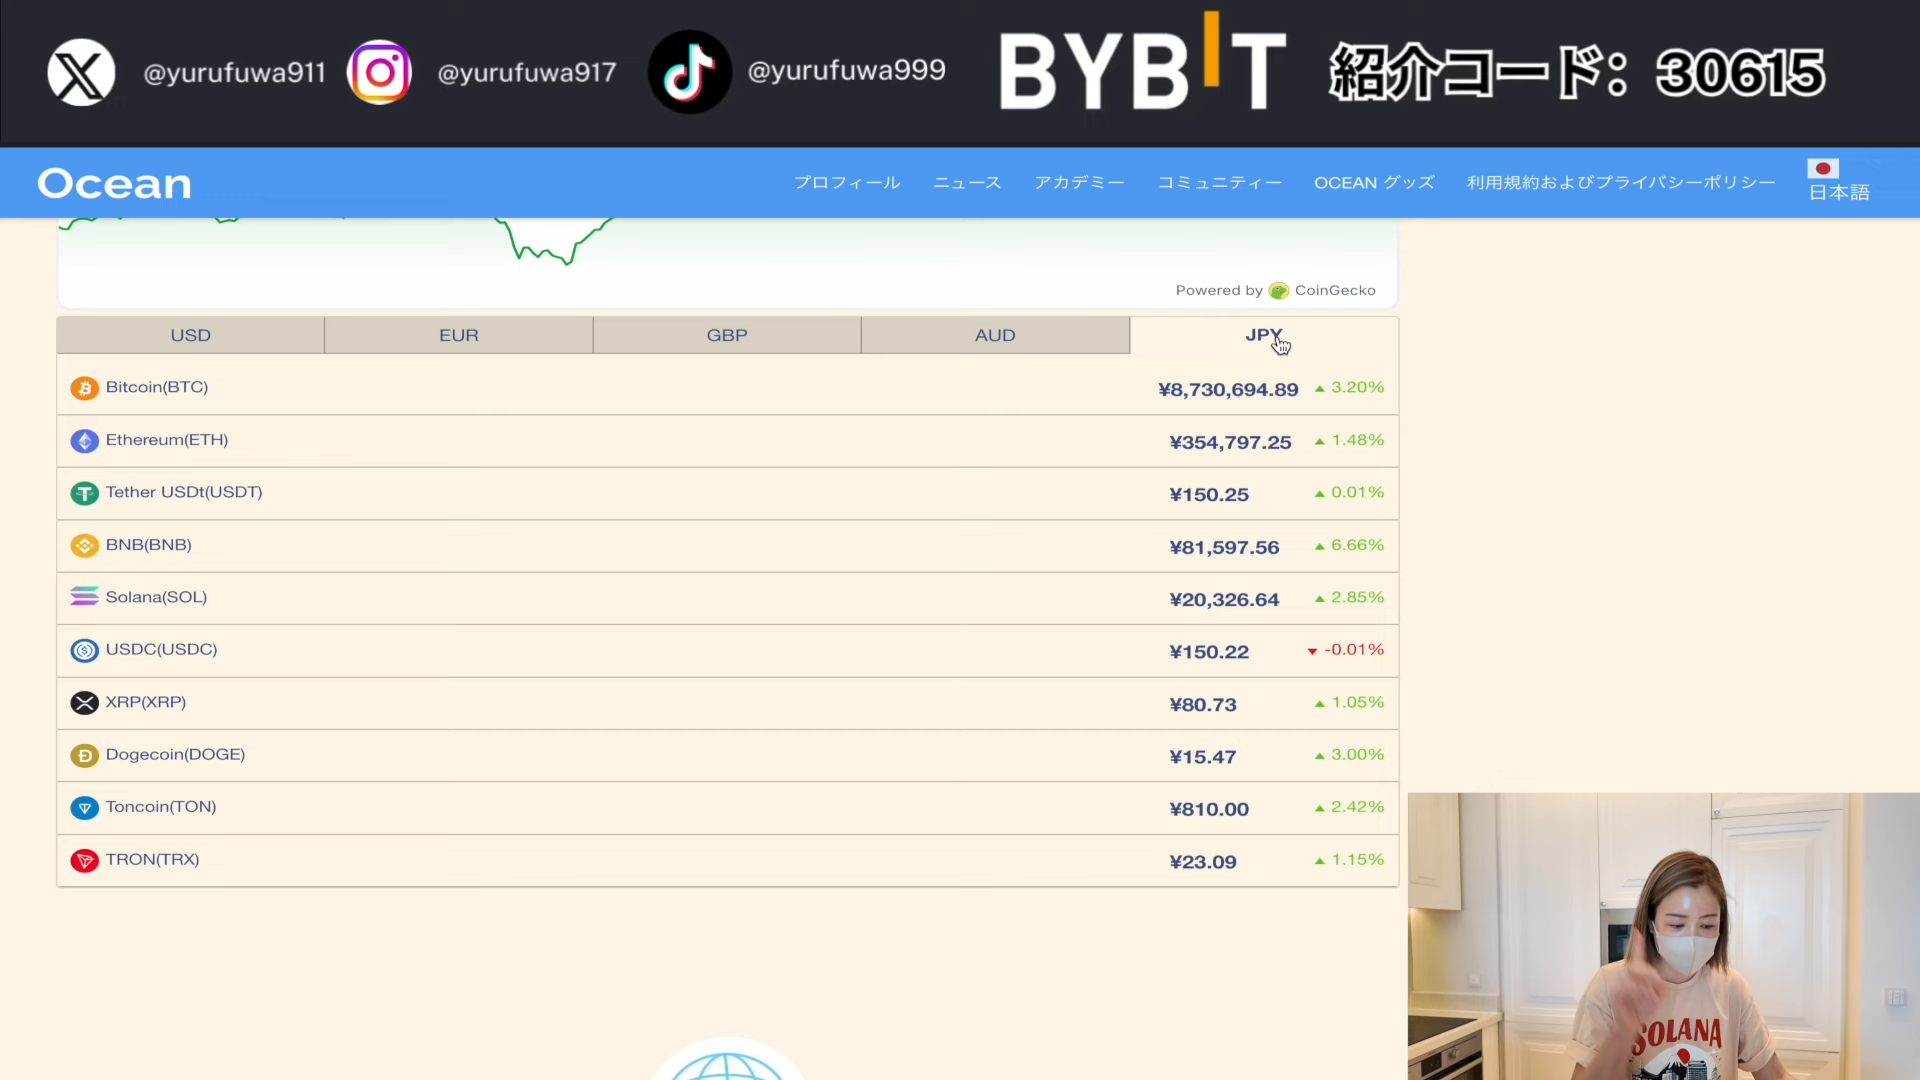 @yurufuwa911 @yurufuwa917 @yurufuwa999 BYBIT 紹介コード: 30615
Ocean プロフィール ニュース アカデミー コミュニティー OCEAN グッズ 利用規約およびプライバシーポリシー 日本語
Powered by CoinGecko
USD EUR GBP AUD JPY
Bitcoin(BTC) ¥8,730,694.89 ▲ 3.20%
Ethereum(ETH) ¥354,797.25 ▲ 1.48%
Tether USDt(USDT) ¥150.25 ▲ 0.01%
BNB(BNB) ¥81,597.56 ▲ 6.66%
Solana(SOL) ¥20,326.64 ▲ 2.85%
USDC(USDC) ¥150.22 ▼ -0.01%
XRP(XRP) ¥80.73 ▲ 1.05%
Dogecoin(DOGE) ¥15.47 ▲ 3.00%
Toncoin(TON) ¥810.00 ▲ 2.42%
TRON(TRX) ¥23.09 ▲ 1.15%
SOLANA